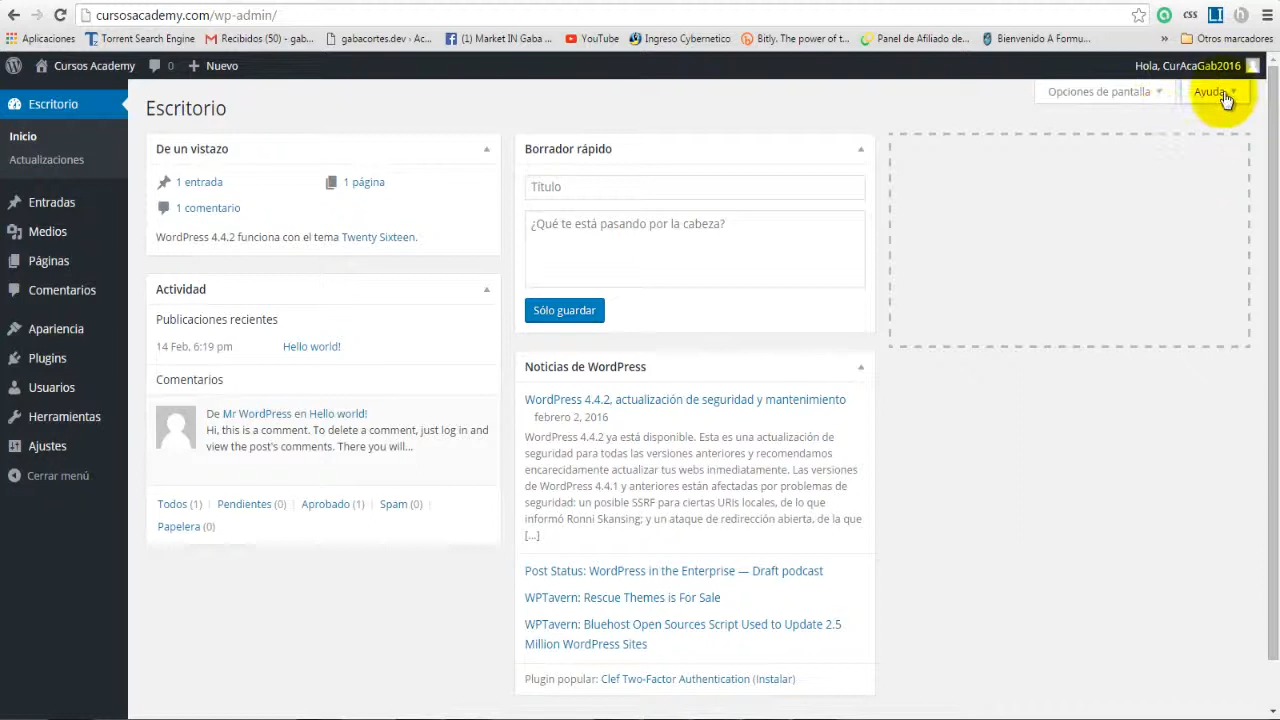 cursosacademy.com/wp-admin/
css
Aplicaciones
Torrent Search Engine
Recibidos (50) - gab...
gabacortes.dev › Ac...
(1) Market IN Gaba ...
YouTube
Ingreso Cybernetico
Bitly. The power of t...
Panel de Afiliado de...
Bienvenido A Formu...
»
Otros marcadores
Cursos Academy
0
+ Nuevo
Hola, CurAcaGab2016
Escritorio
Inicio
Actualizaciones
Entradas
Medios
Páginas
Comentarios
Apariencia
Plugins
Usuarios
Herramientas
Ajustes
Cerrar menú
Opciones de pantalla
Ayuda
Escritorio
De un vistazo
1 entrada
1 página
1 comentario
WordPress 4.4.2 funciona con el tema Twenty Sixteen.
Actividad
Publicaciones recientes
14 Feb, 6:19 pm Hello world!
Comentarios
De Mr WordPress en Hello world!
Hi, this is a comment. To delete a comment, just log in and
view the post's comments. There you will...
Todos (1) | Pendientes (0) | Aprobado (1) | Spam (0) |
Papelera (0)
Borrador rápido
Título
¿Qué te está pasando por la cabeza?
Sólo guardar
Noticias de WordPress
WordPress 4.4.2, actualización de seguridad y mantenimiento
febrero 2, 2016
WordPress 4.4.2 ya está disponible. Esta es una actualización de
seguridad para todas las versiones anteriores y recomendamos
encarecidamente actualizar tus webs inmediatamente. Las versiones
de WordPress 4.4.1 y anteriores están afectadas por problemas de
seguridad: un posible SSRF para ciertas URIs locales, de lo que
informó Ronni Skansing; y un ataque de redirección abierta, de la que
[...]
Post Status: WordPress in the Enterprise — Draft podcast
WPTavern: Rescue Themes is For Sale
WPTavern: Bluehost Open Sources Script Used to Update 2.5
Million WordPress Sites
Plugin popular: Clef Two-Factor Authentication (Instalar)